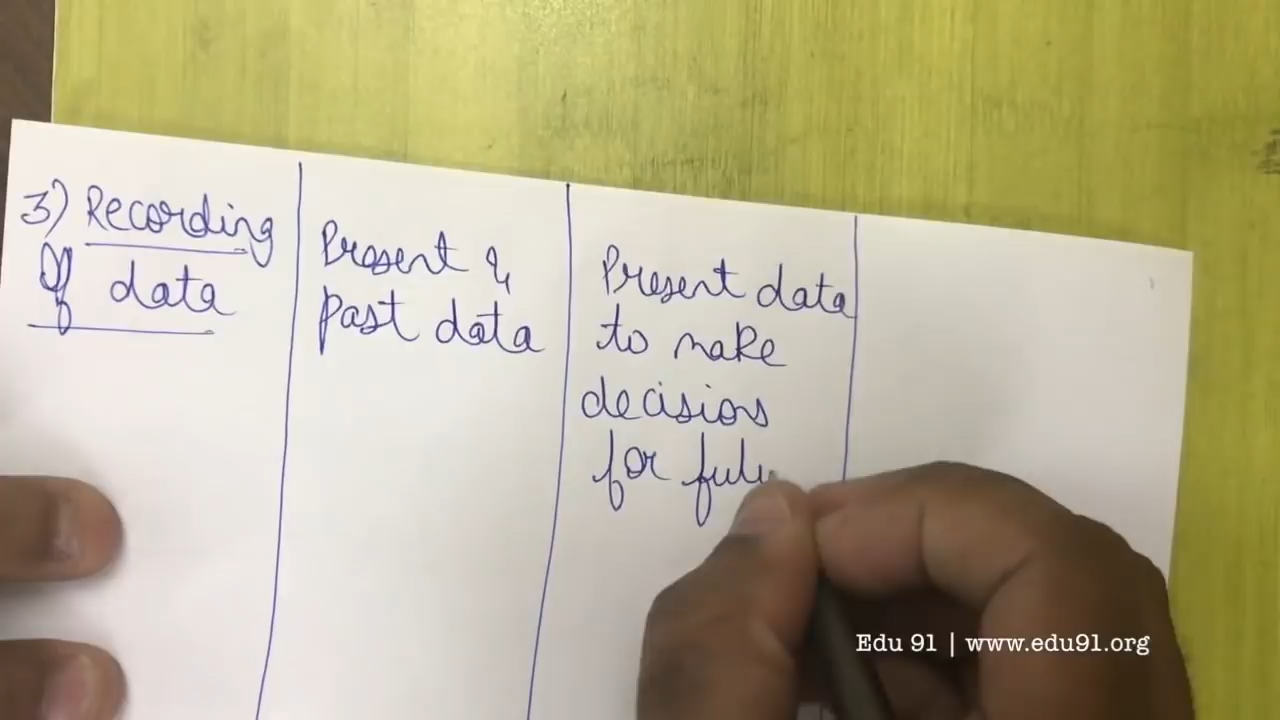 3) Recording
Of data
Present &
past data
Present data
to make
decisions
for
Edu 91 | www.edu91.org